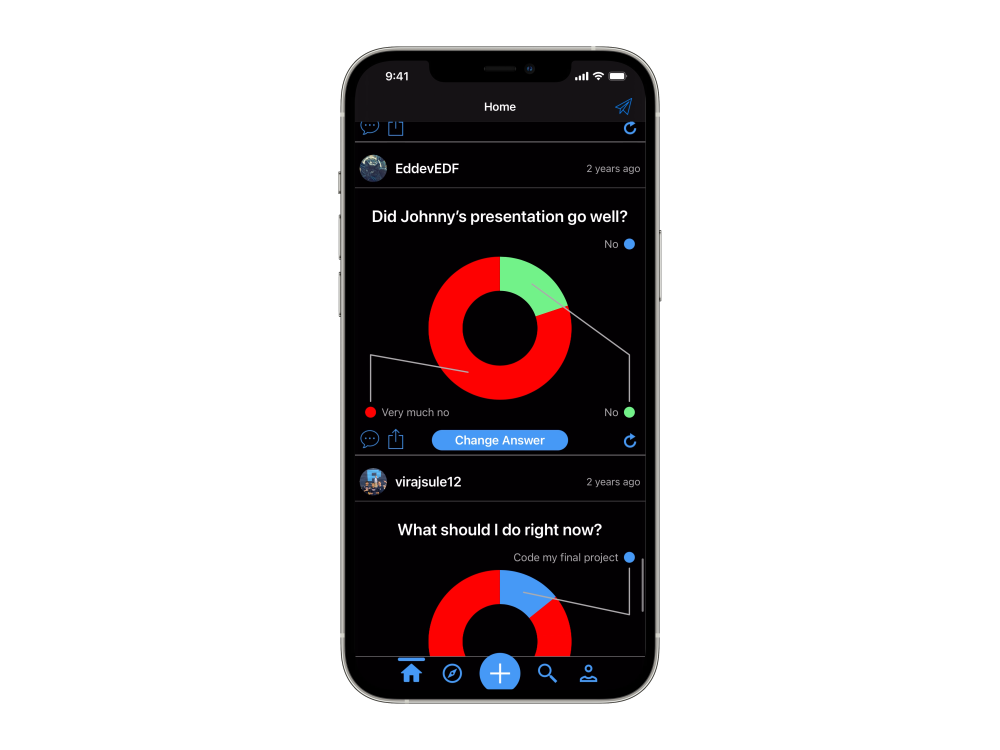 9:41
Home
EddevEDF
2 years ago
Did Johnny's presentation go well?
No
Very much no
No
Change Answer
virajsule12
2 years ago
What should I do right now?
Code my final project